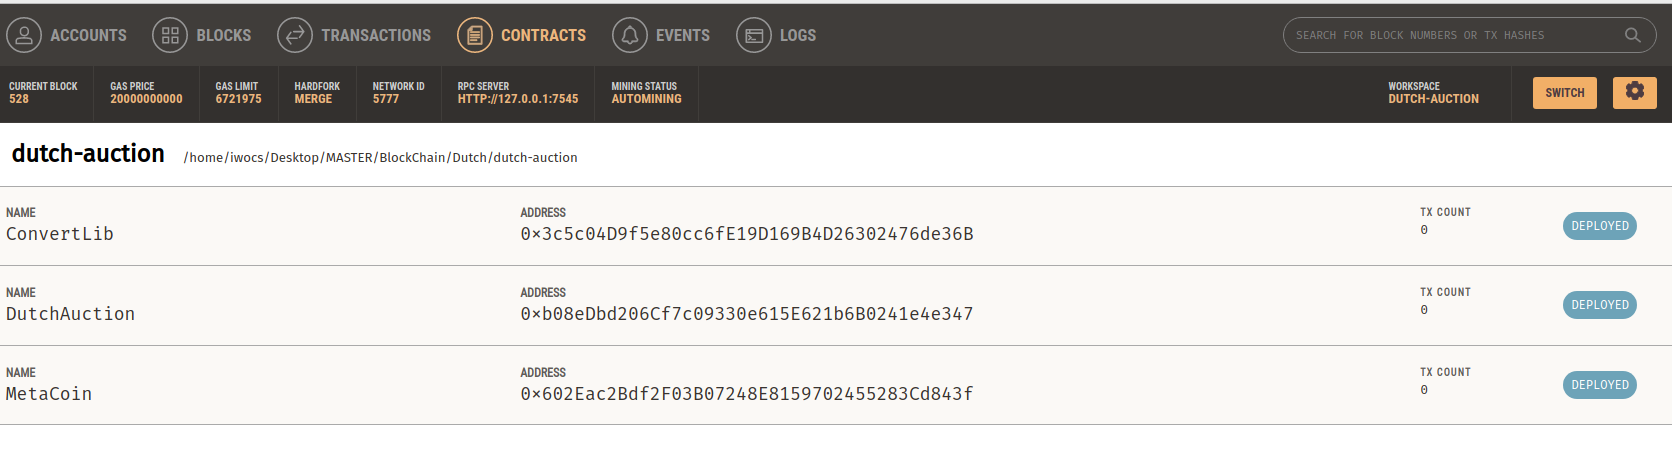 ACCOUNTS BLOCKS TRANSACTIONS CONTRACTS EVENTS LOGS SEARCH FOR BLOCK NUMBERS OR TX HASHES
CURRENT BLOCK GAS PRICE GAS LIMIT HARDFORK NETWORK ID RPC SERVER MINING STATUS WORKSPACE
528 20000000000 6721975 MERGE 5777 HTTP://127.0.0.1:7545 AUTOMINING DUTCH-AUCTION SWITCH
dutch-auction /home/iwocs/Desktop/MASTER/BlockChain/Dutch/dutch-auction
NAME ADDRESS TX COUNT
ConvertLib 0×3c5c04D9f5e80cc6fE19D169B4D26302476de36B 0 DEPLOYED
NAME ADDRESS TX COUNT
DutchAuction 0×b08eDbd206Cf7c09330e615E621b6B0241e4e347 0 DEPLOYED
NAME ADDRESS TX COUNT
MetaCoin 0×602Eac2Bdf2F03B07248E8159702455283Cd843f 0 DEPLOYED